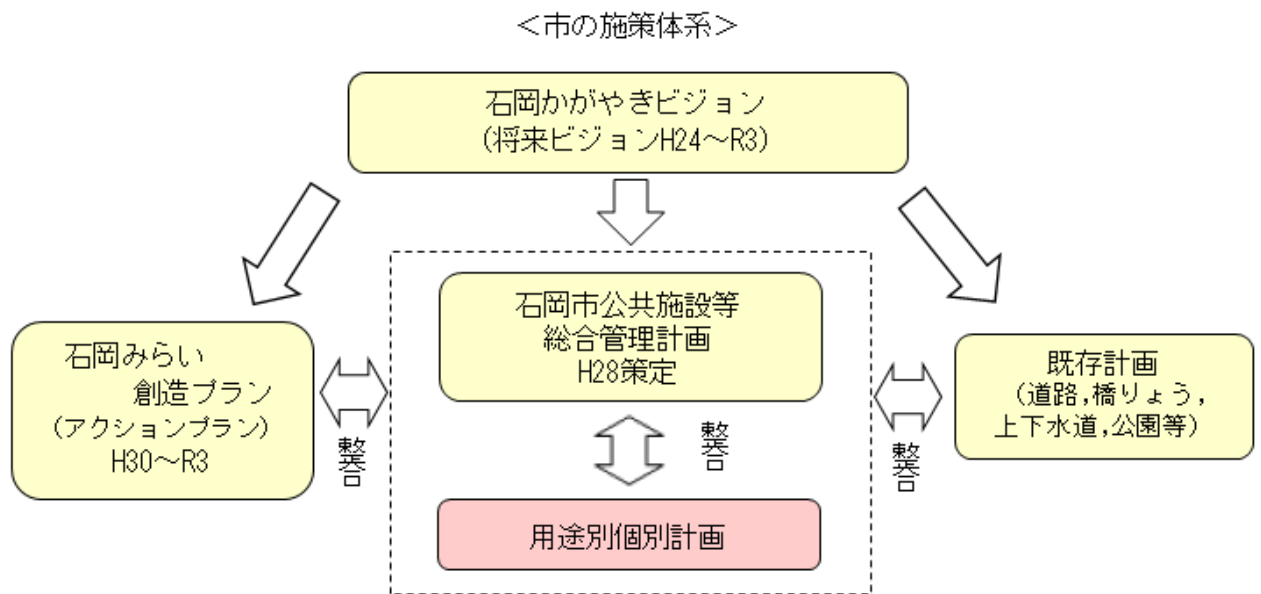 ＜市の施策体系＞
石岡かがやきビジョン
(将来ビジョンH24～R3)
石岡市公共施設等
総合管理計画
H28策定
石岡みらい
創造プラン
(アクションプラン)
H30～R3
整合
既存計画
(道路,橋りょう,
上下水道,公園等)
整合
整合
用途別個別計画